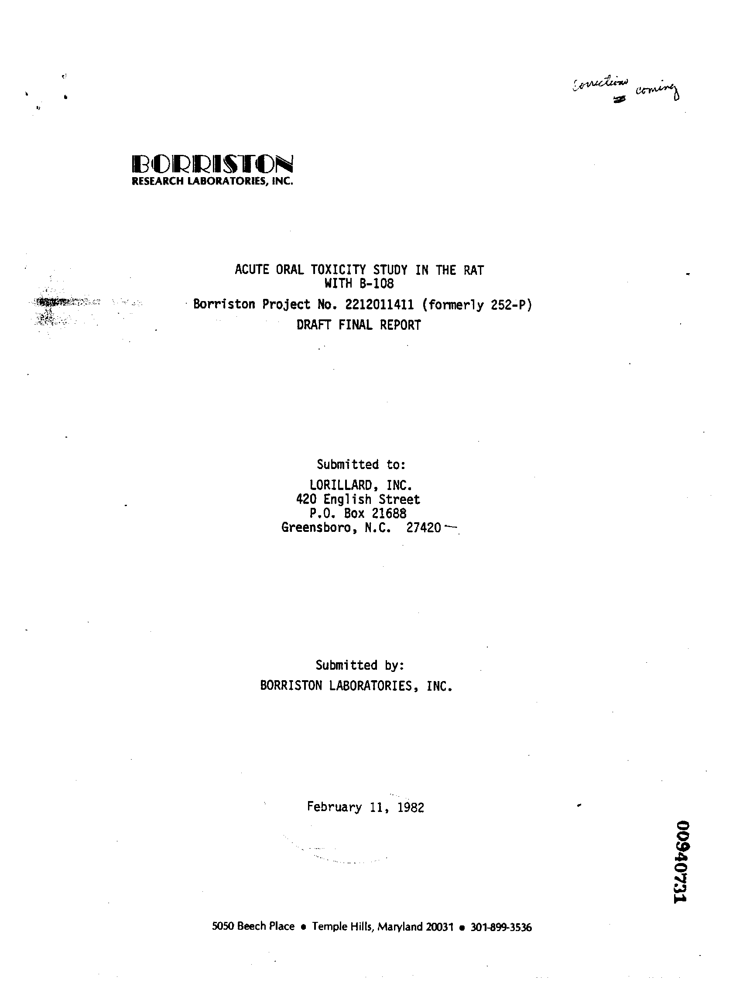 Corrections coming
BORRISTON
RESEARCH LABORATORIES, INC.
ACUTE ORAL TOXICITY STUDY IN THE RAT
WITH B-108
Borriston Project No. 2212011411 (formerly 252-P)
DRAFT FINAL REPORT
Submitted to:
LORILLARD, INC.
420 English Street
P.O. Box 21688
Greensboro, N.C. 27420
Submitted by:
BORRISTON LABORATORIES, INC.
February 11, 1982
00940731
5050 Beech Place • Temple Hills, Maryland 20031 • 301-899-3536